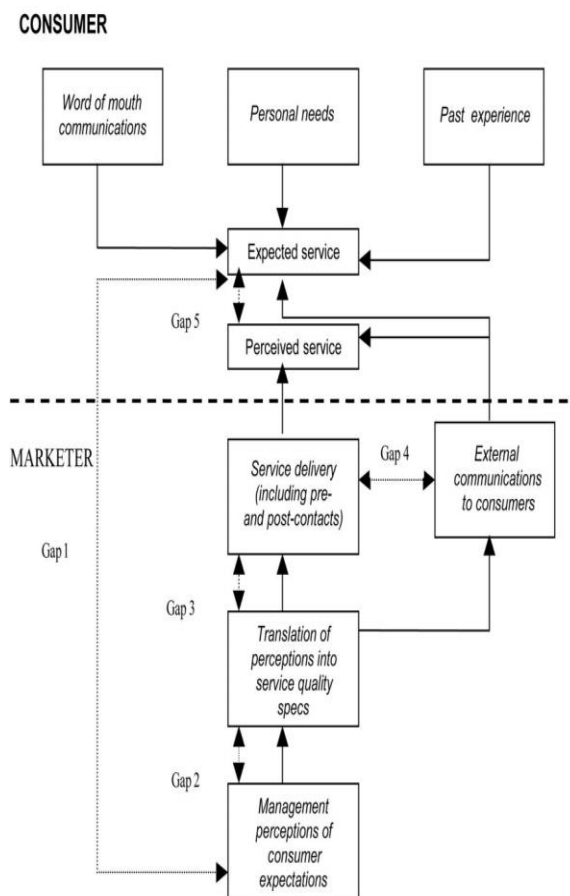 CONSUMER
Word of mouth
communications
Personal needs
Past experience
Expected service
Gap 5
Perceived service
MARKETER
Service delivery
(including pre-
and post-contacts)
Gap 4
External
communications
to consumers
Gap 1
Gap 3
Translation of
perceptions into
service quality
specs
Gap 2
Management
perceptions of
consumer
expectations